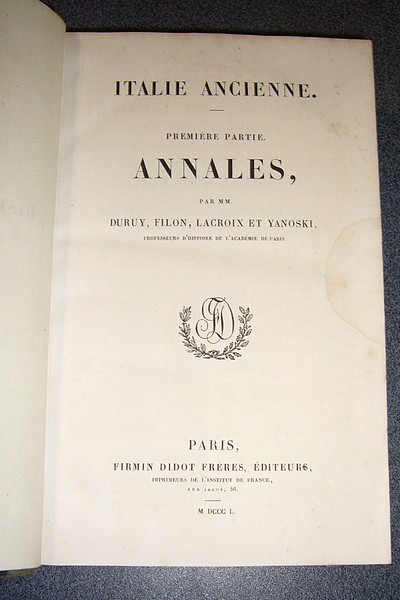 ITALIE ANCIENNE.
PREMIÈRE PARTIE.
ANNALES,
PAR MM.
DURUY, FILON, LACROIX ET YANOSKI,
PROFESSEURS D'HISTOIRE DE L'ACADÉMIE DE PARIS.
PARIS,
FIRMIN DIDOT FRERES, ÉDITEURS,
IMPRIMEURS DE L'INSTITUT DE FRANCE,
RUE JACOB, 56.
M DCCC L.